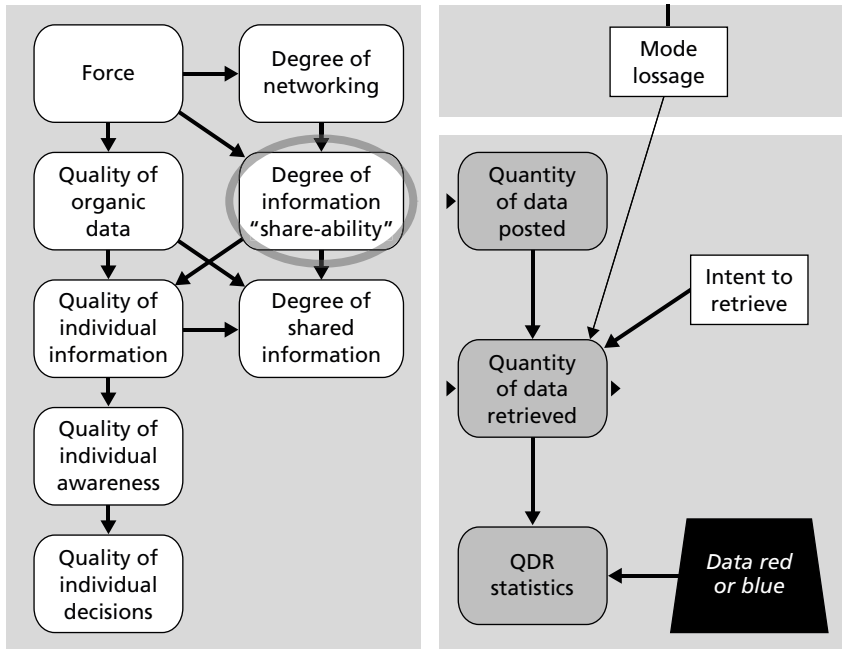 Force
Degree of
networking
Quality of
organic
data
Degree of
information
“share-ability”
Quality of
individual
information
Degree of
shared
information
Quality of
individual
awareness
Quality of
individual
decisions
Mode
lossage
Quantity
of data
posted
Intent to
retrieve
Quantity
of data
retrieved
QDR
statistics
Data red
or blue